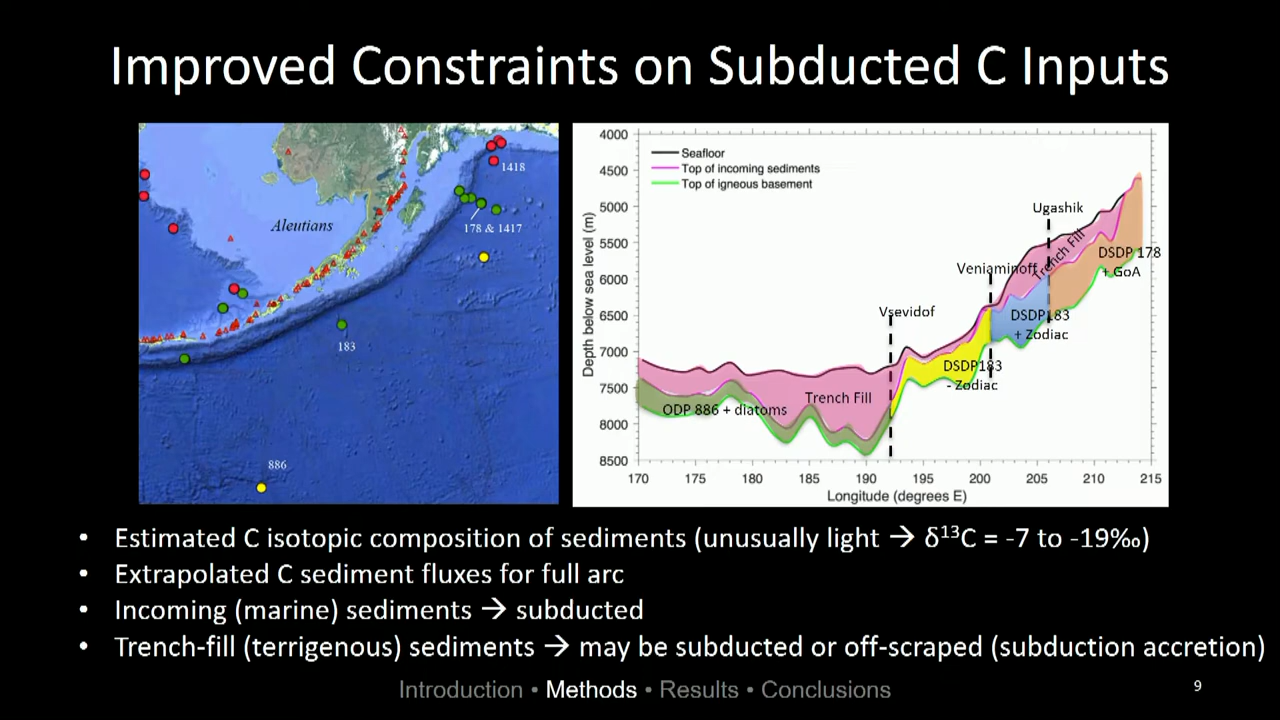 Improved Constraints on Subducted C Inputs
1418
Aleutians
178 & 1417
183
886
Seafloor
Top of incoming sediments
Top of igneous basement
Depth below sea level (m)
4000
4500
5000
5500
6000
6500
7000
7500
8000
8500
Ugashik
Trench Fill
DSDP 178
+ GoA
Veniaminoff
Vsevidof
DSDP183
+ Zodiac
DSDP183
- Zodiac
Trench Fill
ODP 886 + diatoms
170 175 180 185 190 195 200 205 210 215
Longitude (degrees E)
• Estimated C isotopic composition of sediments (unusually light → δ¹³C = -7 to -19‰)
• Extrapolated C sediment fluxes for full arc
• Incoming (marine) sediments → subducted
• Trench-fill (terrigenous) sediments → may be subducted or off-scraped (subduction accretion)
Introduction • Methods • Results • Conclusions
9